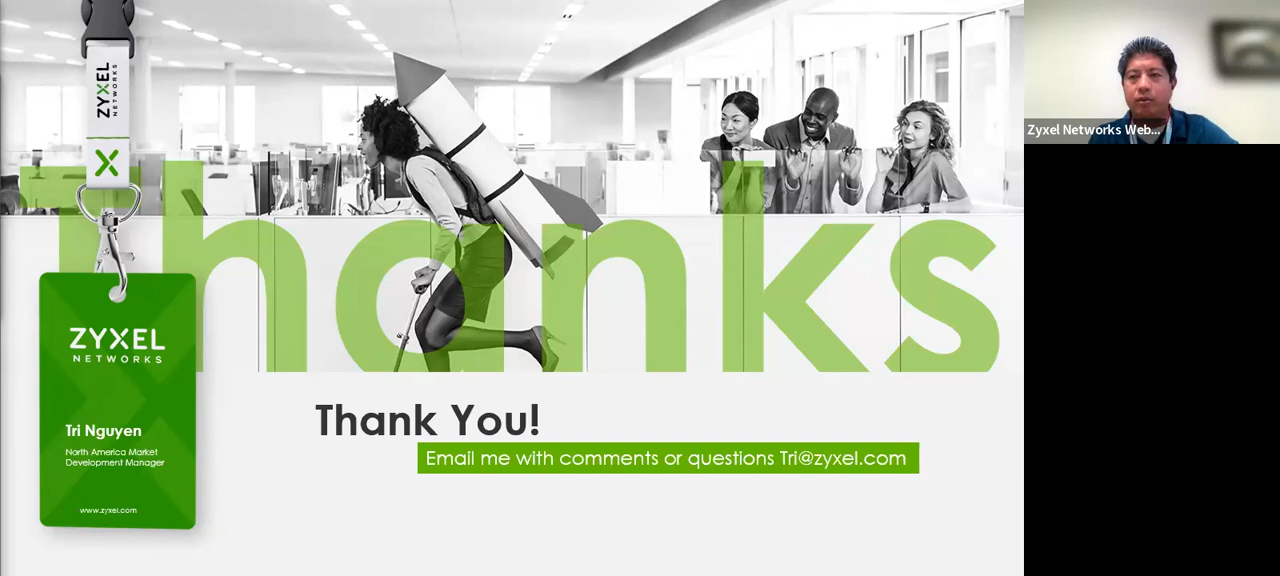 ZYXEL
NETWORKS
thanks
ZYXEL
NETWORKS
Tri Nguyen
North America Market
Development Manager
www.zyxel.com
Thank You!
Email me with comments or questions Tri@zyxel.com
Zyxel Networks Web...